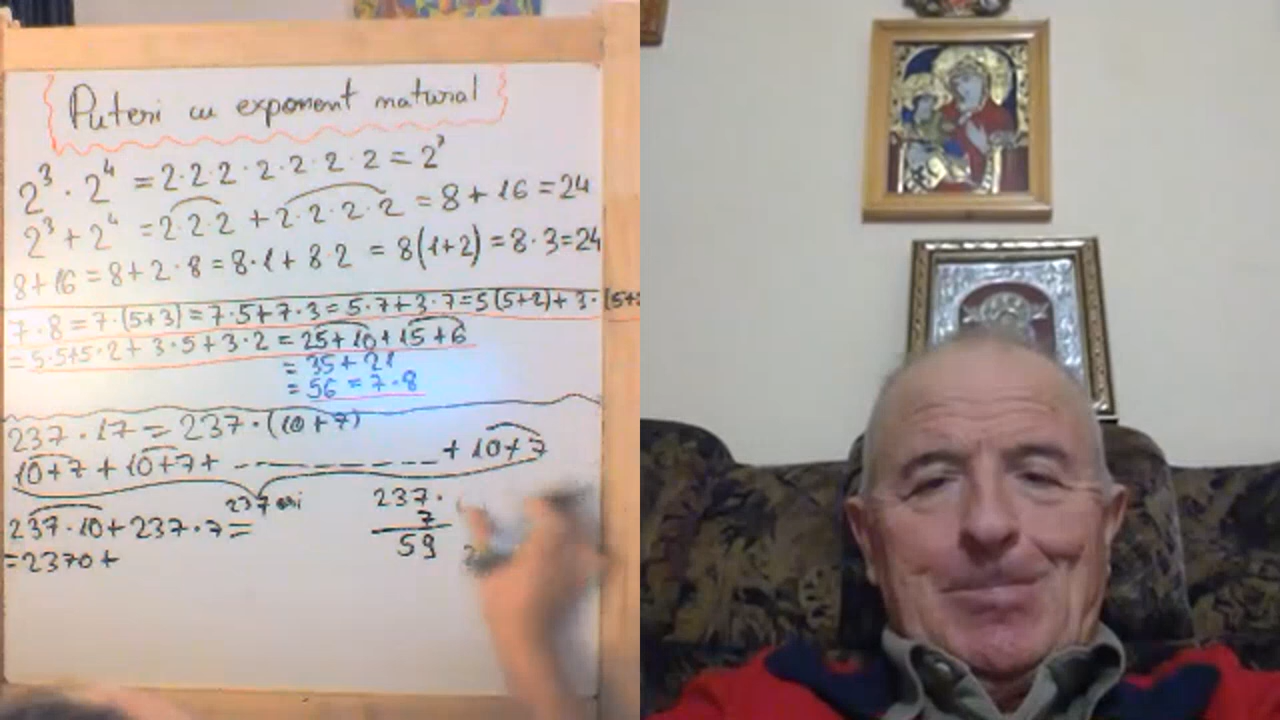 Puteri cu exponent natural
2³ · 2⁴ = 2·2·2·2·2·2·2 = 2⁷
2³ + 2⁴ = 2·2·2 + 2·2·2·2 = 8 + 16 = 24
8+16 = 8+2·8 = 8·1 + 8·2 = 8(1+2) = 8·3 = 24
7·8 = 7·(5+3) = 7·5+7·3 = 5·7+3·7 = 5(5+2)+3·(5+2
= 5·5+5·2+3·5+3·2 = 25+10+15+6
= 35+21
= 56 = 7·8
237·17 = 237·(10+7)
10+7 + 10+7+ _ _ _ _ _ _ _ _ _ + 10+7
237 ori
237·10 + 237·7 =
= 2370 +
237·
7
59